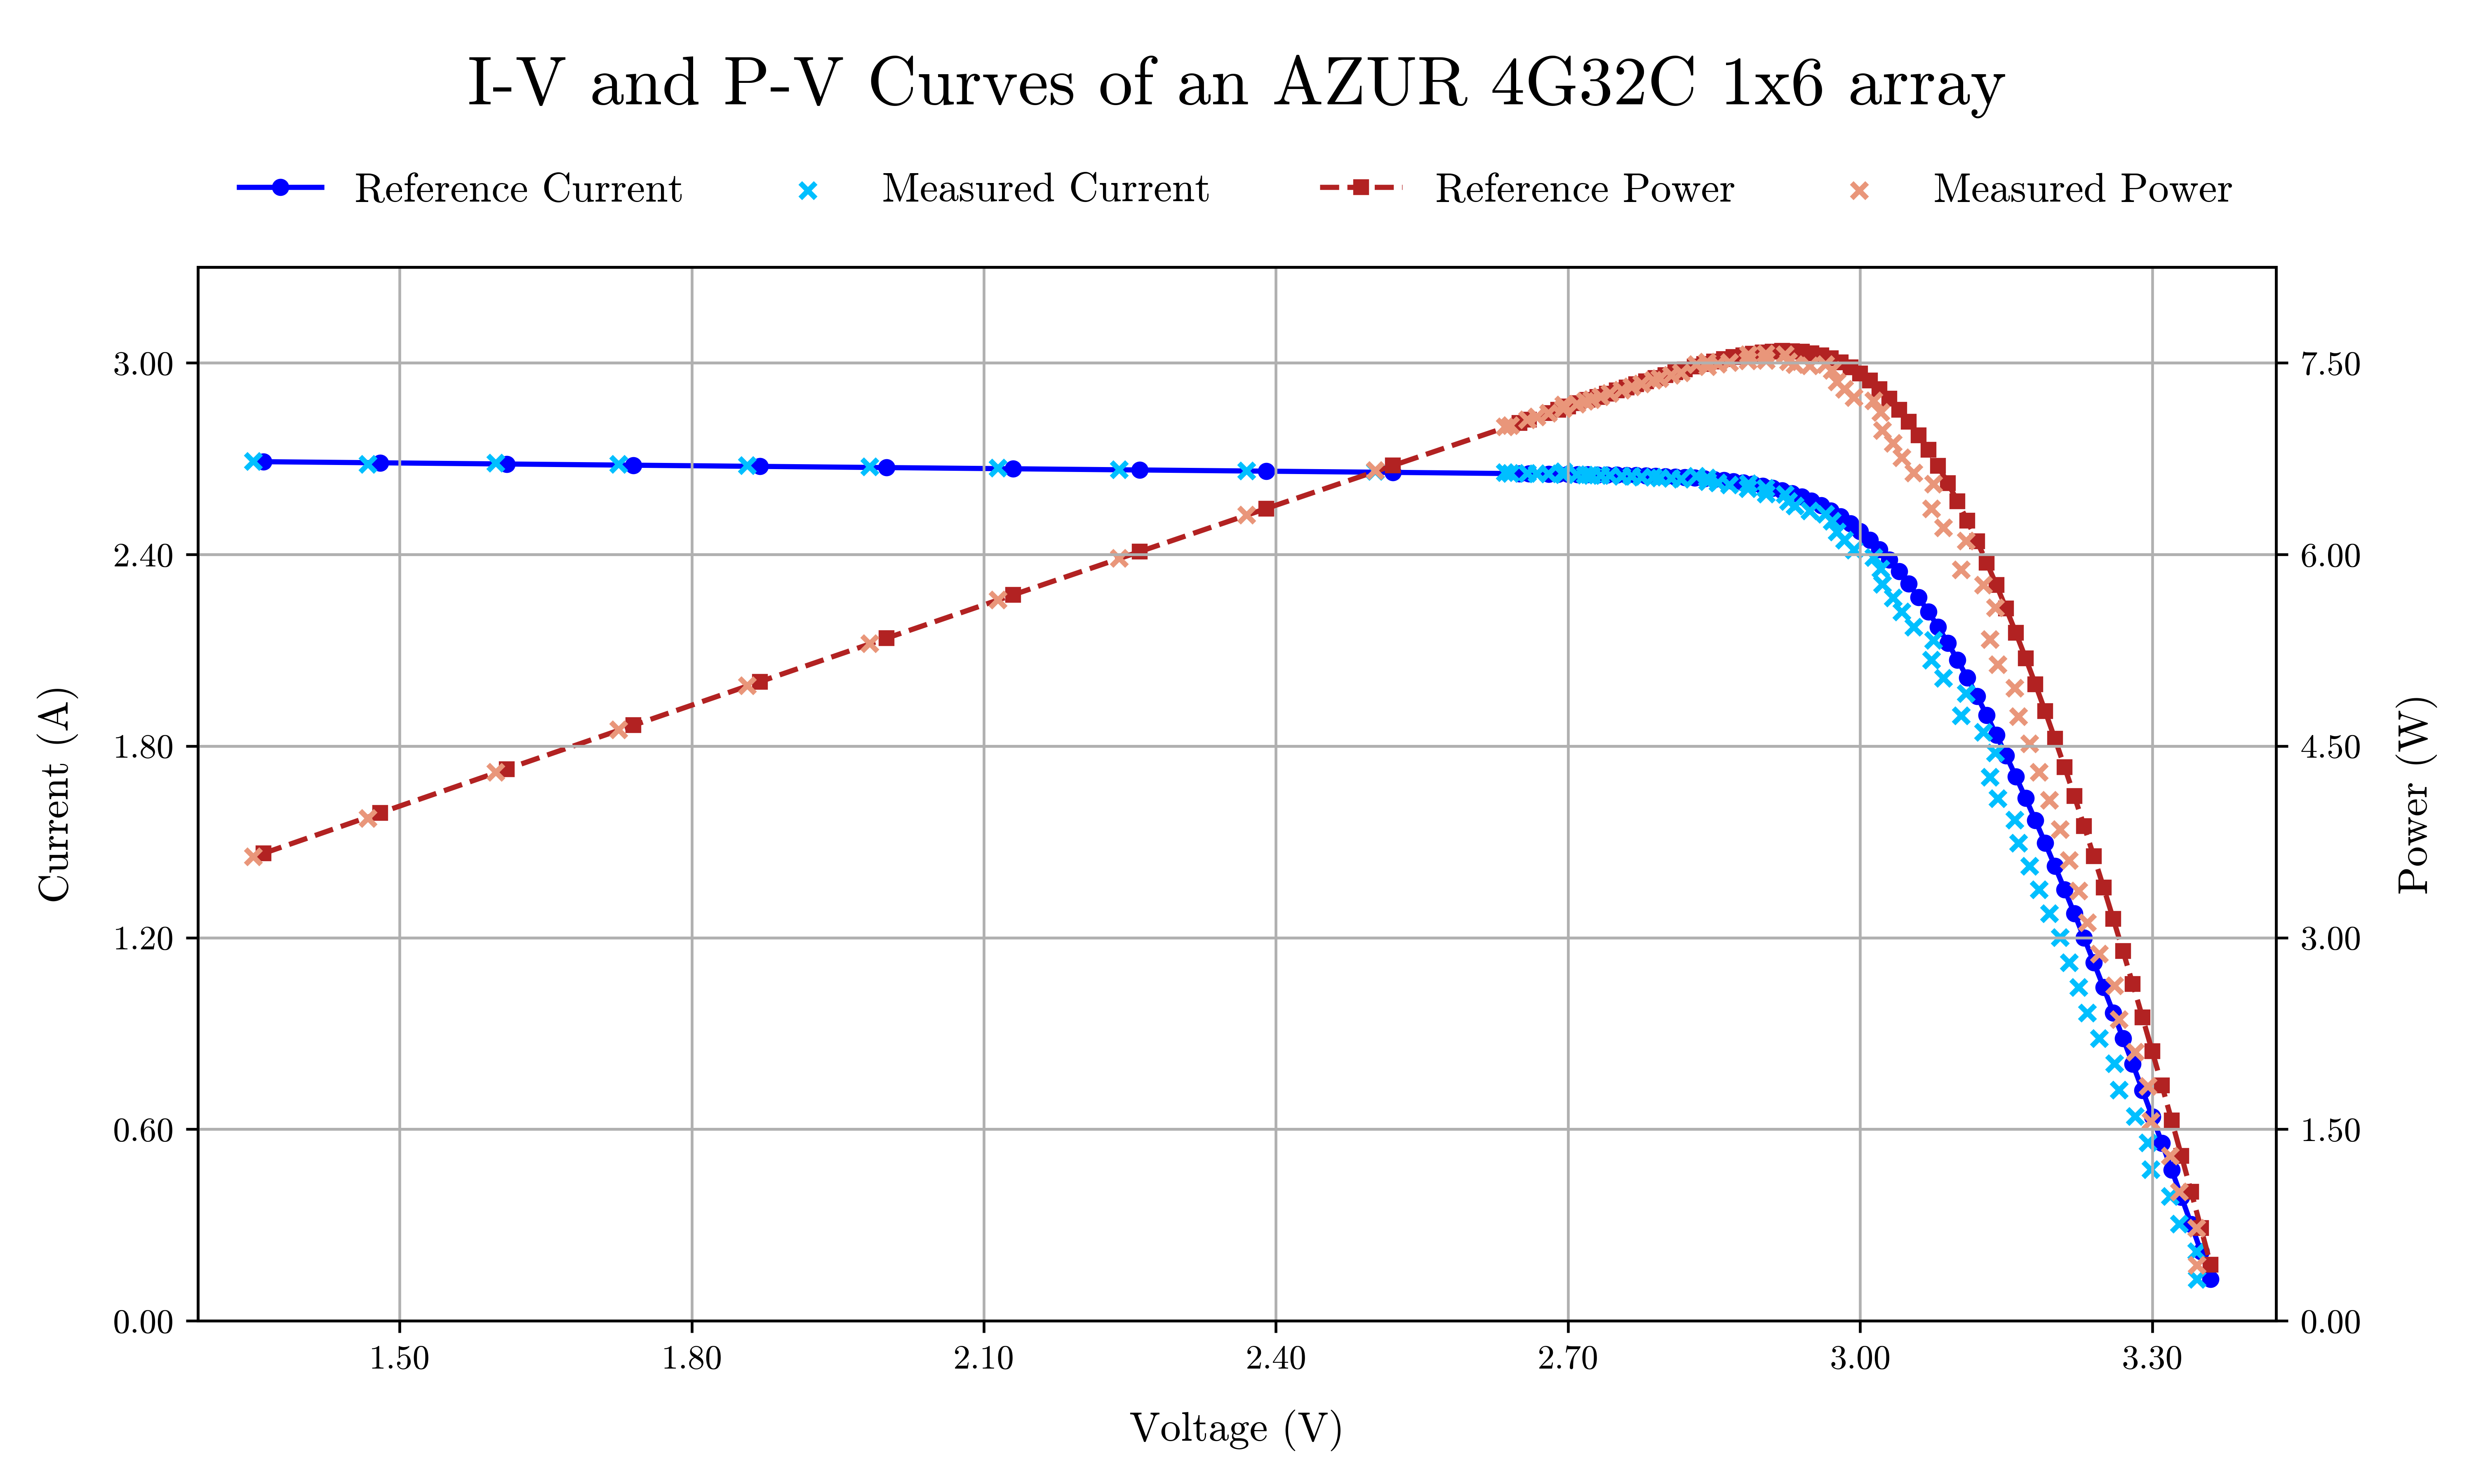 I-V and P-V Curves of an AZUR 4G32C 1x6 array
Reference Current Measured Current Reference Power Measured Power
3.00
2.40
1.80
1.20
0.60
0.00
Current (A)
7.50
6.00
4.50
3.00
1.50
0.00
Power (W)
1.50 1.80 2.10 2.40 2.70 3.00 3.30
Voltage (V)